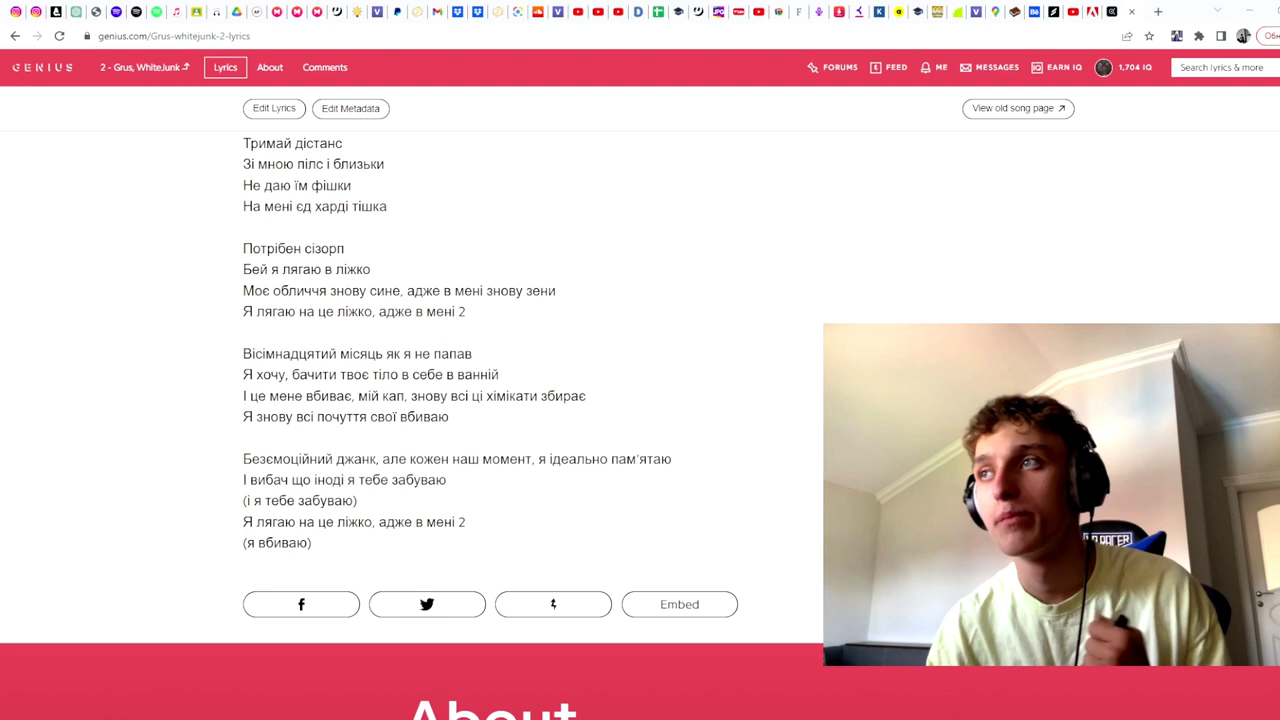 genius.com/Grus-whitejunk-2-lyrics
GENIUS
2 - Grus, WhiteJunk
Lyrics
About
Comments
FORUMS
FEED
ME
MESSAGES
EARN IQ
1,704 IQ
Search lyrics & more
Edit Lyrics
Edit Metadata
View old song page
Тримай дістанс
Зі мною пілс і близьки
Не даю їм фішки
На мені єд харді тішка
Потрібен сізорп
Бей я лягаю в ліжко
Моє обличчя знову сине, адже в мені знову зени
Я лягаю на це ліжко, адже в мені 2
Вісімнадцятий місяць як я не папав
Я хочу, бачити твоє тіло в себе в ванній
І це мене вбиває, мій кап, знову всі ці хімікати збирає
Я знову всі почуття свої вбиваю
Безємоційний джанк, але кожен наш момент, я ідеально пам'ятаю
І вибач що іноді я тебе забуваю
(і я тебе забуваю)
Я лягаю на це ліжко, адже в мені 2
(я вбиваю)
Embed
About